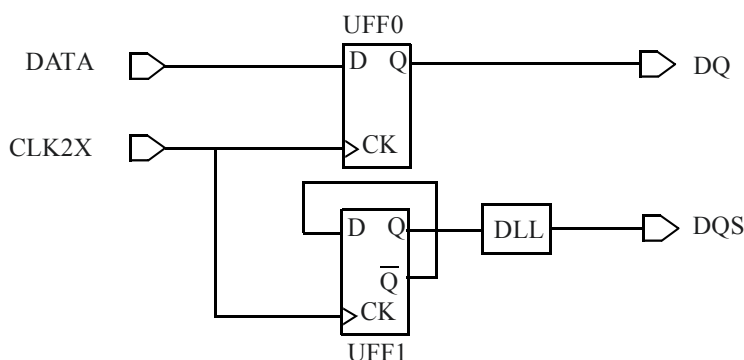 UFF0
DATA
D Q
DQ
CLK2X
CK
D Q
DLL
DQS
Q̅
CK
UFF1